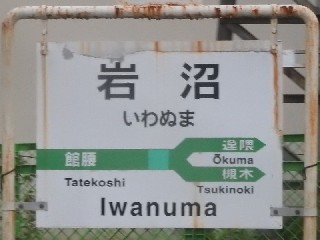 岩沼
いわぬま
館腰
Tatekoshi
逢隈
Ōkuma
槻木
Tsukinoki
Iwanuma